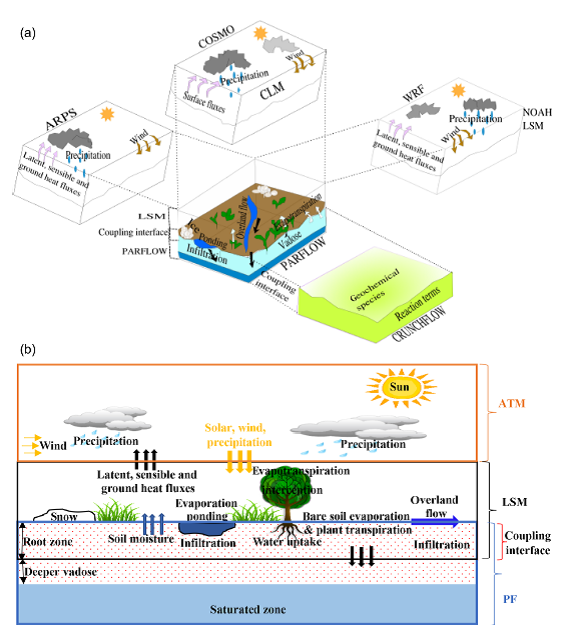 (a)
COSMO
Precipitation
Wind
Surface fluxes
CLM
ARPS
Precipitation
Wind
Latent, sensible and
ground heat fluxes
WRF
Precipitation
Wind
Latent, sensible and
ground heat fluxes
NOAH
LSM
LSM
Coupling interface
PARFLOW
Ice
ponding
Overland flow
Evapotranspiration
Infiltration
Vadose
PARFLOW
Coupling
interface
Geochemical
species
Reaction terms
CRUNCHFLOW
(b)
Sun
ATM
Wind
Precipitation
Solar, wind,
precipitation
Precipitation
Latent, sensible and
ground heat fluxes
Evapotranspiration
Interception
LSM
Snow
Evaporation
ponding
Bare soil evaporation
& plant transpiration
Overland
flow
Root zone
Soil moisture
Infiltration
Water uptake
Infiltration
Coupling
interface
Deeper vadose
PF
Saturated zone